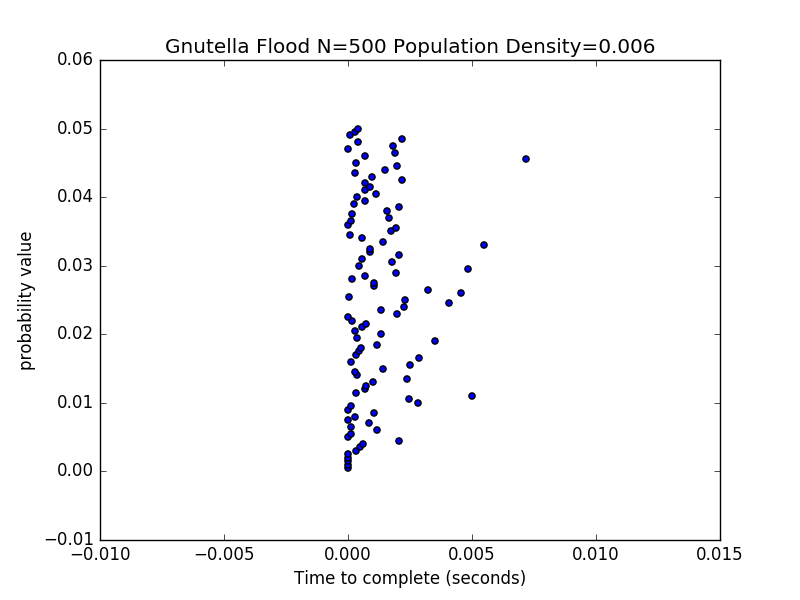 Gnutella Flood N=500 Population Density=0.006
0.06
0.05
0.04
0.03
0.02
0.01
0.00
−0.01
probability value
−0.010 −0.005 0.000 0.005 0.010 0.015
Time to complete (seconds)